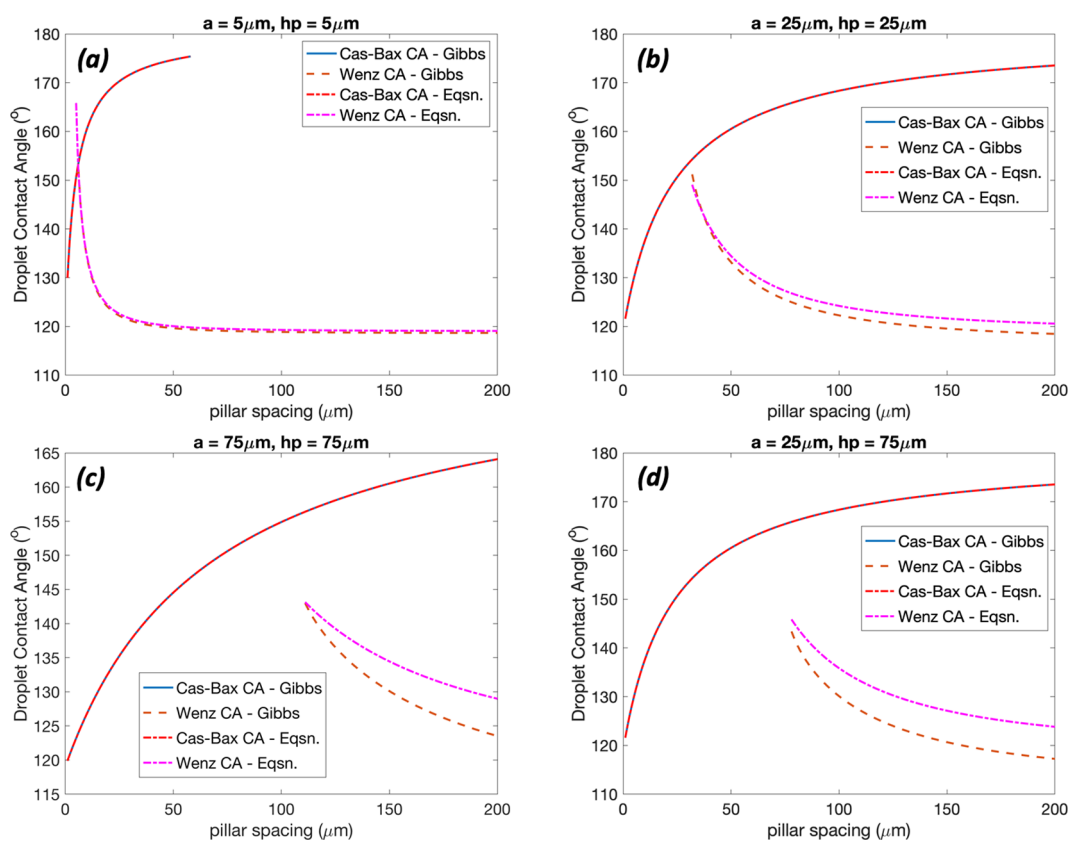 a = 5μm, hp = 5μm
(a)
180
170
160
150
140
130
120
110
Droplet Contact Angle (º)
0
50
100
150
200
pillar spacing (μm)
Cas-Bax CA - Gibbs
Wenz CA - Gibbs
Cas-Bax CA - Eqsn.
Wenz CA - Eqsn.
a = 25μm, hp = 25μm
(b)
180
170
160
150
140
130
120
110
Droplet Contact Angle (º)
0
50
100
150
200
pillar spacing (μm)
Cas-Bax CA - Gibbs
Wenz CA - Gibbs
Cas-Bax CA - Eqsn.
Wenz CA - Eqsn.
a = 75μm, hp = 75μm
(c)
165
160
155
150
145
140
135
130
125
120
115
Droplet Contact Angle (º)
0
50
100
150
200
pillar spacing (μm)
Cas-Bax CA - Gibbs
Wenz CA - Gibbs
Cas-Bax CA - Eqsn.
Wenz CA - Eqsn.
a = 25μm, hp = 75μm
(d)
180
170
160
150
140
130
120
110
Droplet Contact Angle (º)
0
50
100
150
200
pillar spacing (μm)
Cas-Bax CA - Gibbs
Wenz CA - Gibbs
Cas-Bax CA - Eqsn.
Wenz CA - Eqsn.